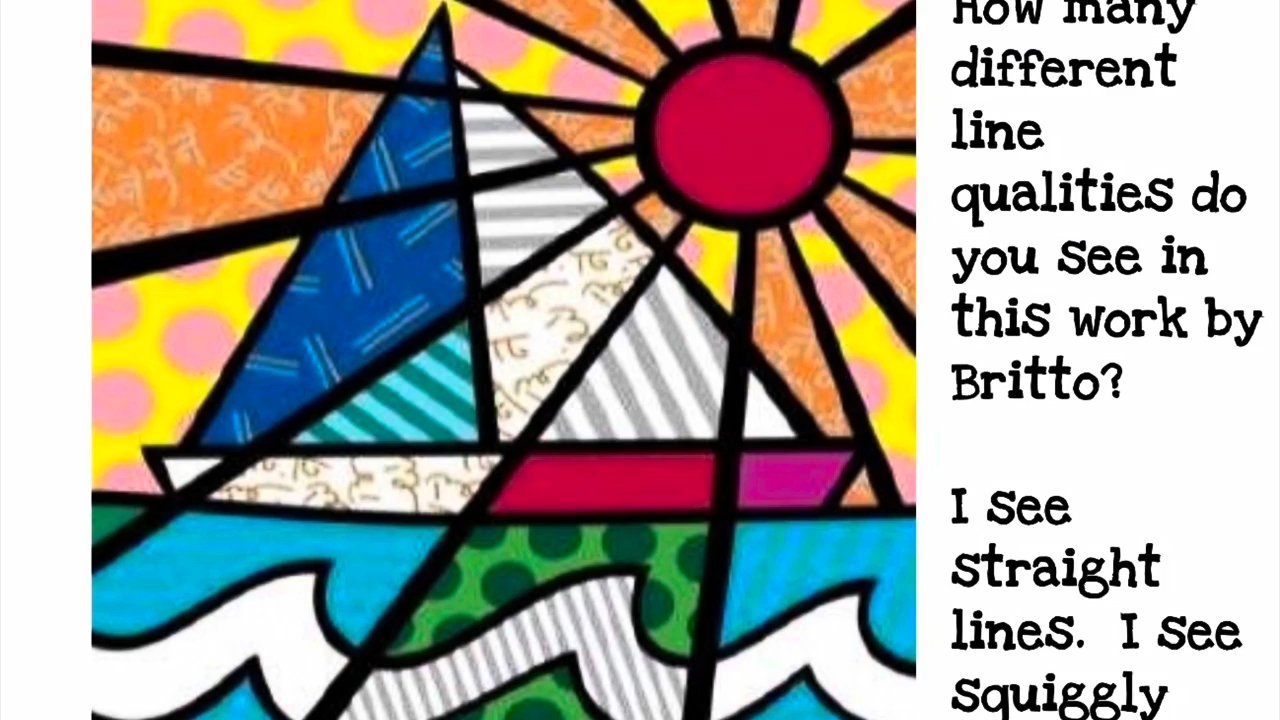 How many
different
line
qualities do
you see in
this work by
Britto?
I see
straight
lines.  I see
squiggly